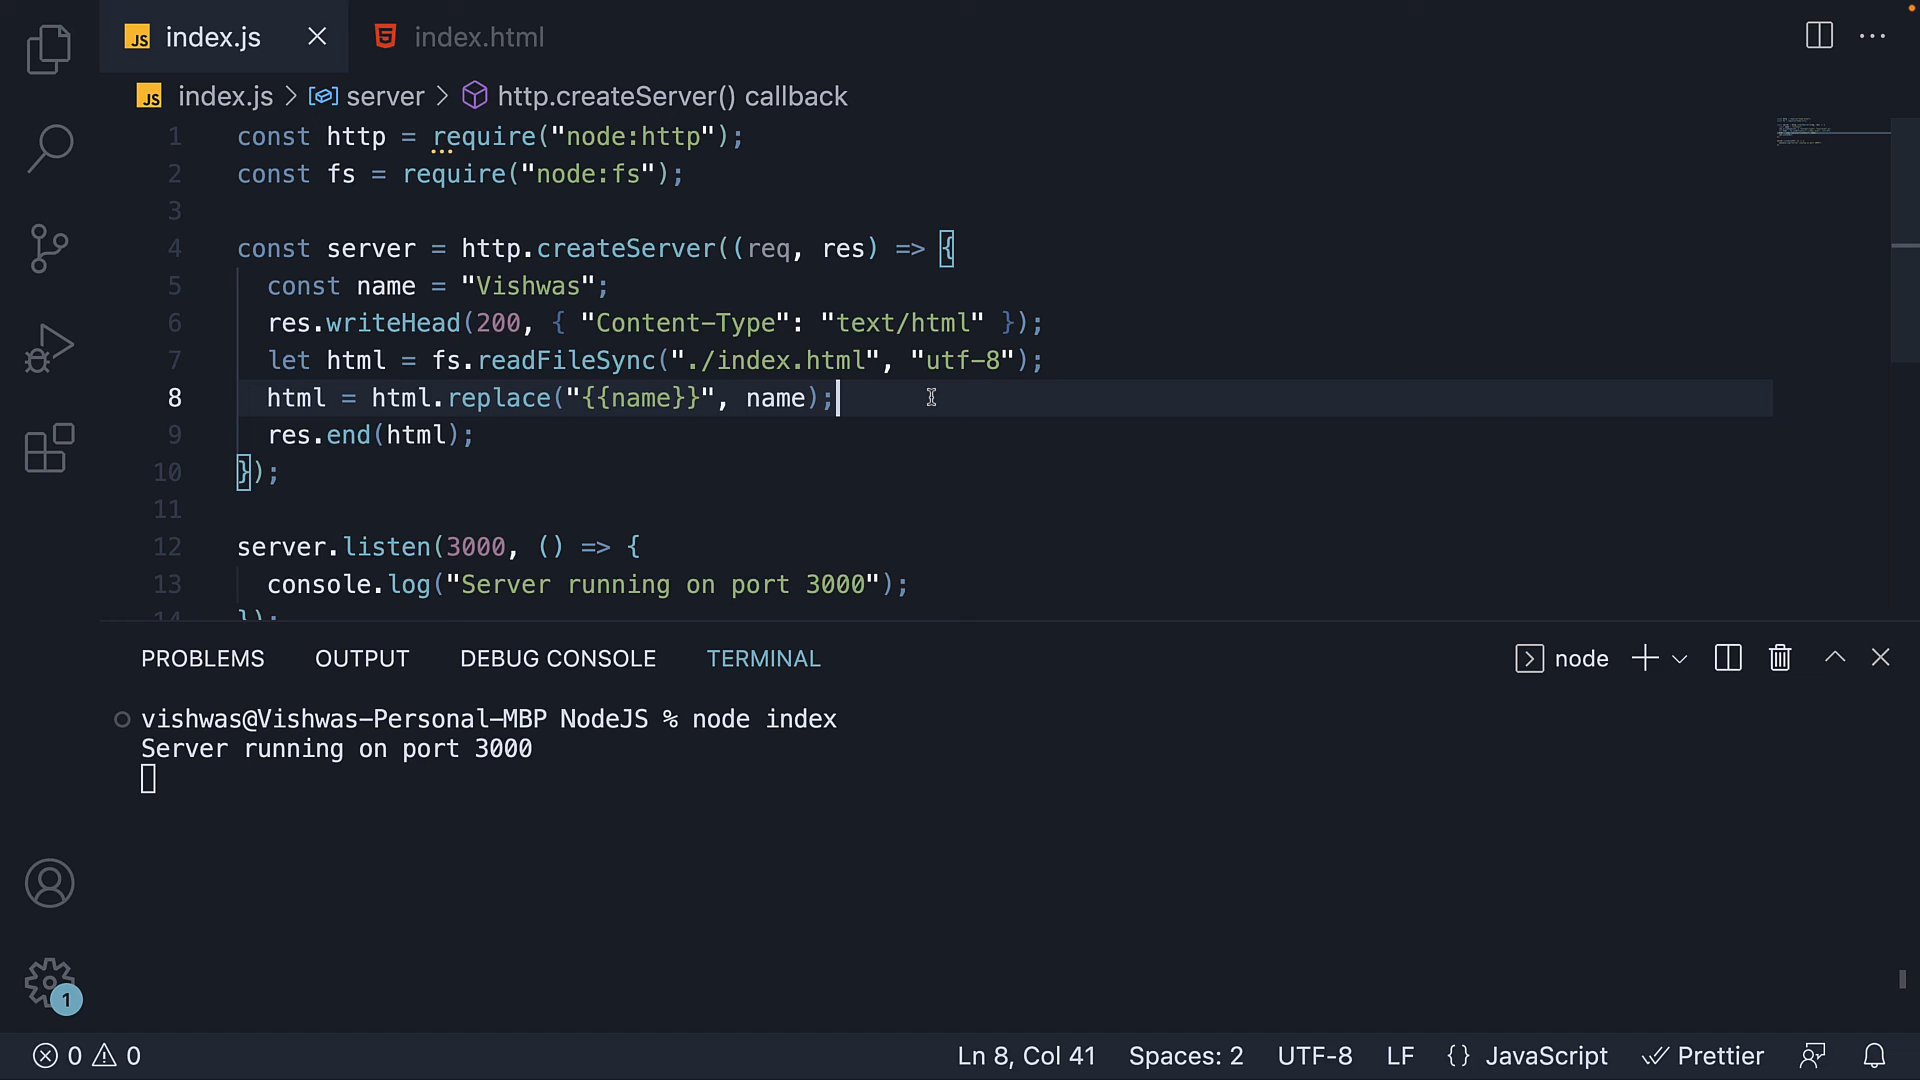 JS index.js index.html
JS index.js > server > http.createServer() callback
1 const http = require("node:http");
2 const fs = require("node:fs");
3
4 const server = http.createServer((req, res) => {
5 const name = "Vishwas";
6 res.writeHead(200, { "Content-Type": "text/html" });
7 let html = fs.readFileSync("./index.html", "utf-8");
8 html = html.replace("{{name}}", name);
9 res.end(html);
10 });
11
12 server.listen(3000, () => {
13 console.log("Server running on port 3000");
14 });
PROBLEMS OUTPUT DEBUG CONSOLE TERMINAL node
vishwas@Vishwas-Personal-MBP NodeJS % node index
Server running on port 3000
1
0 0 Ln 8, Col 41 Spaces: 2 UTF-8 LF {} JavaScript Prettier